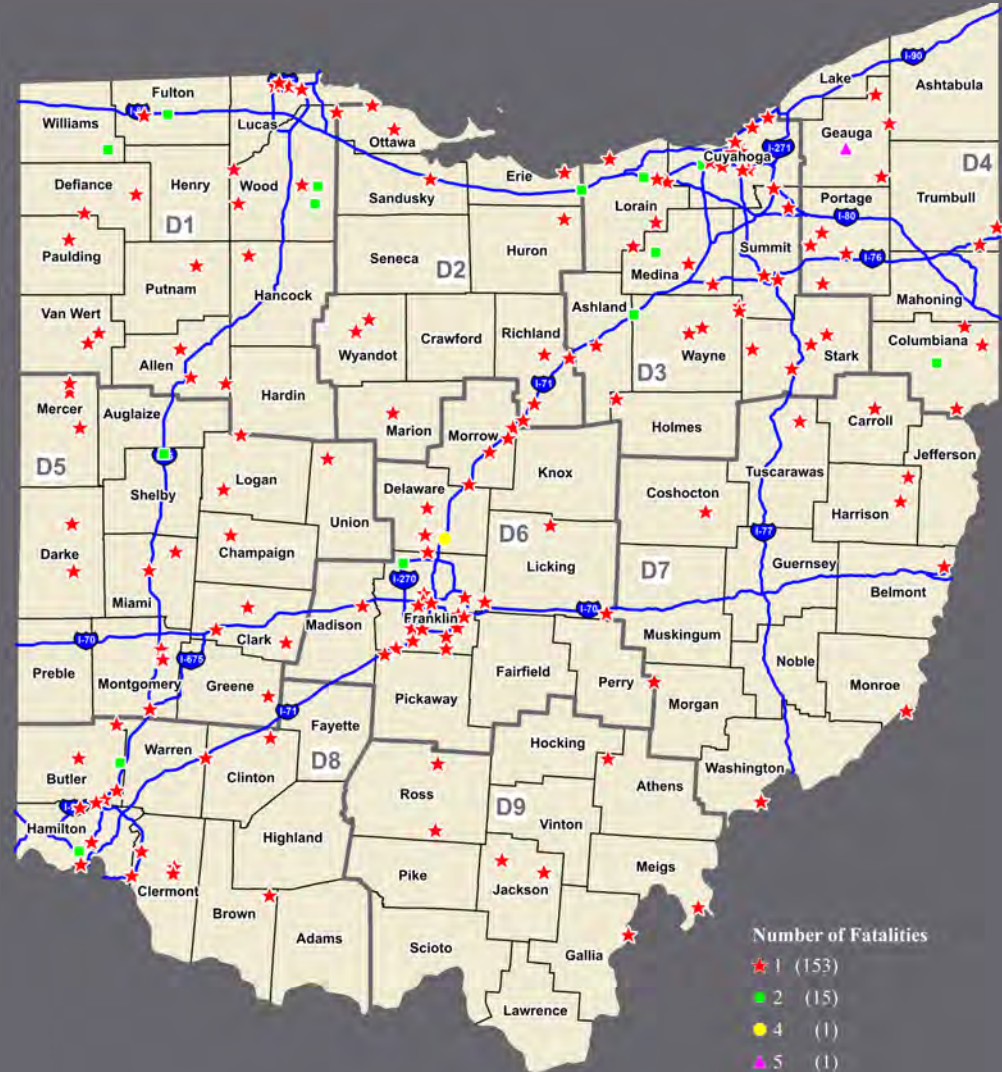 I-90
Lake
Ashtabula
Fulton
Williams
Lucas
Ottawa
Geauga
I-271
Cuyahoga
D4
Erie
Defiance
Henry
Wood
Sandusky
Lorain
Portage
Trumbull
D1
I-80
Huron
Summit
Paulding
Seneca
D2
Medina
I-76
Putnam
Hancock
Ashland
Mahoning
Van Wert
Wyandot
Crawford
Richland
Wayne
Stark
Columbiana
Allen
D3
I-71
Hardin
Mercer
Auglaize
Carroll
Marion
Morrow
Holmes
Jefferson
D5
Knox
Logan
Tuscarawas
Delaware
Coshocton
Shelby
Harrison
Union
D6
I-77
Darke
Champaign
Licking
Guernsey
D7
I-270
Belmont
Miami
I-70
Franklin
Madison
Muskingum
I-70
Clark
I-675
Noble
Preble
Fairfield
Montgomery
Greene
Perry
Monroe
Pickaway
Morgan
I-71
Fayette
Hocking
Warren
D8
Washington
Butler
Clinton
Athens
Ross
D9
Vinton
Hamilton
Highland
Meigs
Pike
Clermont
Jackson
Brown
Adams
Scioto
Gallia
Lawrence
Number of Fatalities
1 (153)
2 (15)
4 (1)
5 (1)